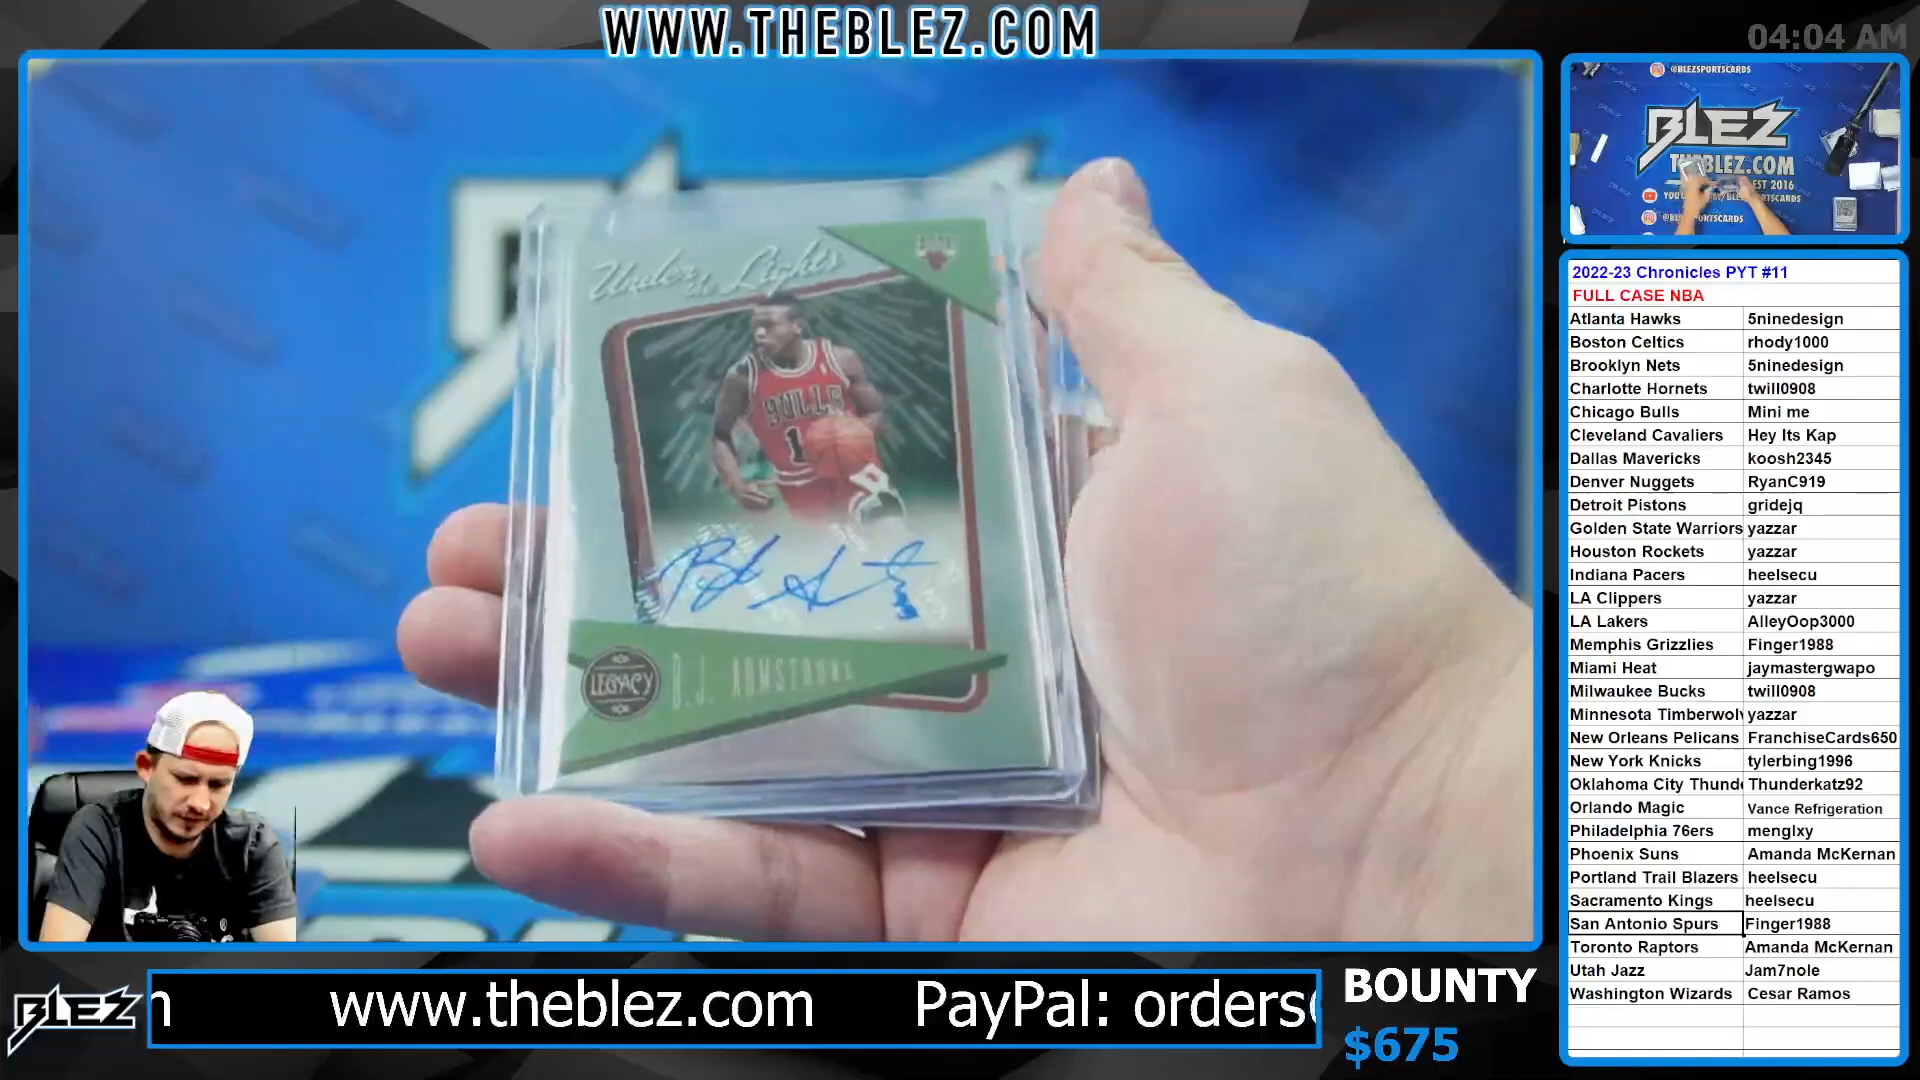 WWW.THEBLEZ.COM
04:04 AM
Under the Lights
BULLS
1
LEGACY
B.J. ARMSTRONG
@BLEZSPORTSCARDS
BLEZ
THEBLEZ.COM
EST 2016
2022-23 Chronicles PYT #11
FULL CASE NBA
Atlanta Hawks 5ninedesign
Boston Celtics rhody1000
Brooklyn Nets 5ninedesign
Charlotte Hornets twill0908
Chicago Bulls Mini me
Cleveland Cavaliers Hey Its Kap
Dallas Mavericks koosh2345
Denver Nuggets RyanC919
Detroit Pistons gridejq
Golden State Warriors yazzar
Houston Rockets yazzar
Indiana Pacers heelsecu
LA Clippers yazzar
LA Lakers AlleyOop3000
Memphis Grizzlies Finger1988
Miami Heat jaymastergwapo
Milwaukee Bucks twill0908
Minnesota Timberwolv yazzar
New Orleans Pelicans FranchiseCards650
New York Knicks tylerbing1996
Oklahoma City Thunde Thunderkatz92
Orlando Magic Vance Refrigeration
Philadelphia 76ers menglxy
Phoenix Suns Amanda McKernan
Portland Trail Blazers heelsecu
Sacramento Kings heelsecu
San Antonio Spurs Finger1988
Toronto Raptors Amanda McKernan
Utah Jazz Jam7nole
Washington Wizards Cesar Ramos
BLEZ
www.theblez.com PayPal: orders
BOUNTY
$675